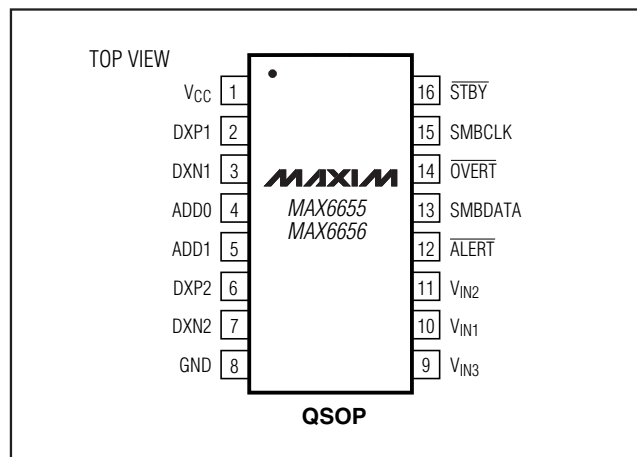 TOP VIEW
VCC 1
DXP1 2
DXN1 3
ADD0 4
ADD1 5
DXP2 6
DXN2 7
GND 8
MAXIM
MAX6655
MAX6656
16 STBY
15 SMBCLK
14 OVERT
13 SMBDATA
12 ALERT
11 VIN2
10 VIN1
9 VIN3
QSOP